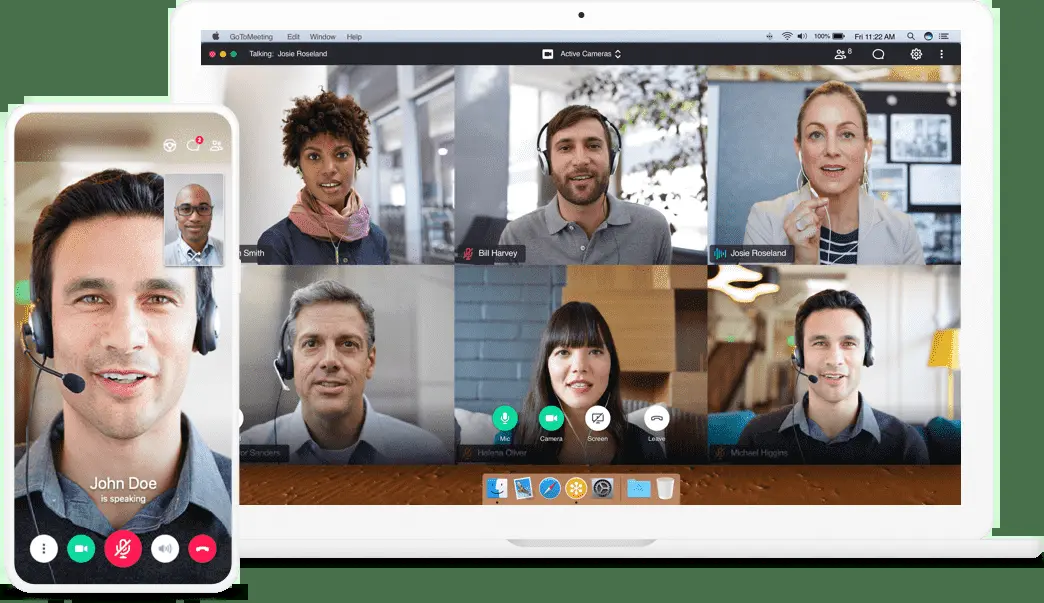 GoToMeeting Edit Window Help
100% Fri 11:22 AM
Talking: Josie Roseland
Active Cameras
8
2
Smith
Bill Harvey
Josie Roseland
Mic
Camera
Screen
Leave
Sanders
Helena Oliver
Michael Higgins
John Doe
is speaking